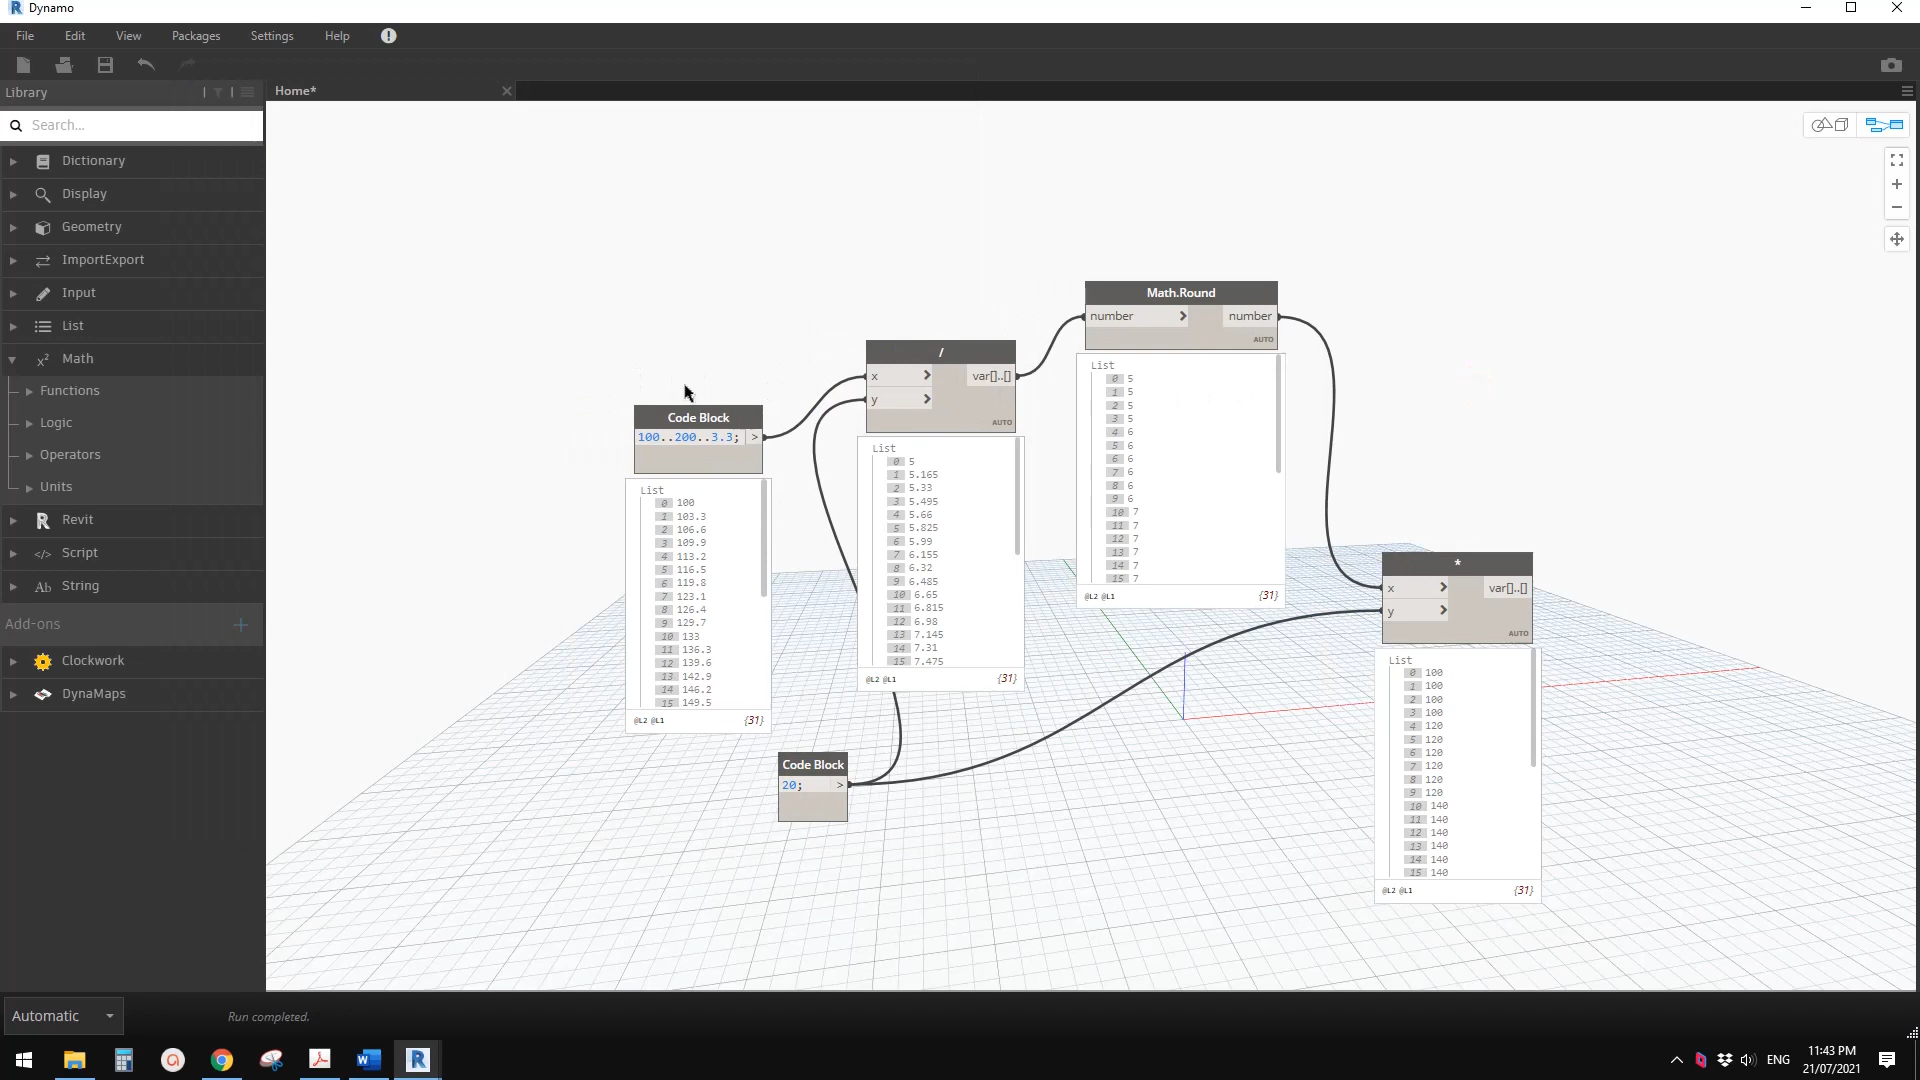 Dynamo
File Edit View Packages Settings Help
Library
Home*
Search...
Dictionary
Display
Geometry
ImportExport
Input
List
Math
Functions
Logic
Operators
Units
Revit
Script
String
Add-ons
Clockwork
DynaMaps
Code Block
100..200..3.3; >
List
0 100
1 103.3
2 106.6
3 109.9
4 113.2
5 116.5
6 119.8
7 123.1
8 126.4
9 129.7
10 133
11 136.3
12 139.6
13 142.9
14 146.2
15 149.5
@L2 @L1 {31}
/
x > var[]..[]
y >
AUTO
List
0 5
1 5.165
2 5.33
3 5.495
4 5.66
5 5.825
6 5.99
7 6.155
8 6.32
9 6.485
10 6.65
11 6.815
12 6.98
13 7.145
14 7.31
15 7.475
@L2 @L1 {31}
Math.Round
number > number
AUTO
List
0 5
1 5
2 5
3 5
4 6
5 6
6 6
7 6
8 6
9 6
10 7
11 7
12 7
13 7
14 7
15 7
@L2 @L1 {31}
Code Block
20; >
*
x > var[]..[]
y >
AUTO
List
0 100
1 100
2 100
3 100
4 120
5 120
6 120
7 120
8 120
9 120
10 140
11 140
12 140
13 140
14 140
15 140
@L2 @L1 {31}
Automatic
Run completed.
ENG
11:43 PM
21/07/2021